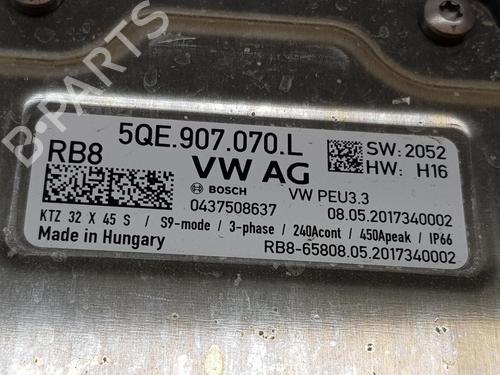 B-PARTS
5QE.907.070.L
SW:2052
RB8
VW AG
HW: H16
BOSCH
VW PEU3.3
0437508637
08.05.2017340002
KTZ 32 X 45 S / S9-mode / 3-phase / 240Acont / 450Apeak / IP66
Made in Hungary
RB8-65808.05.2017340002